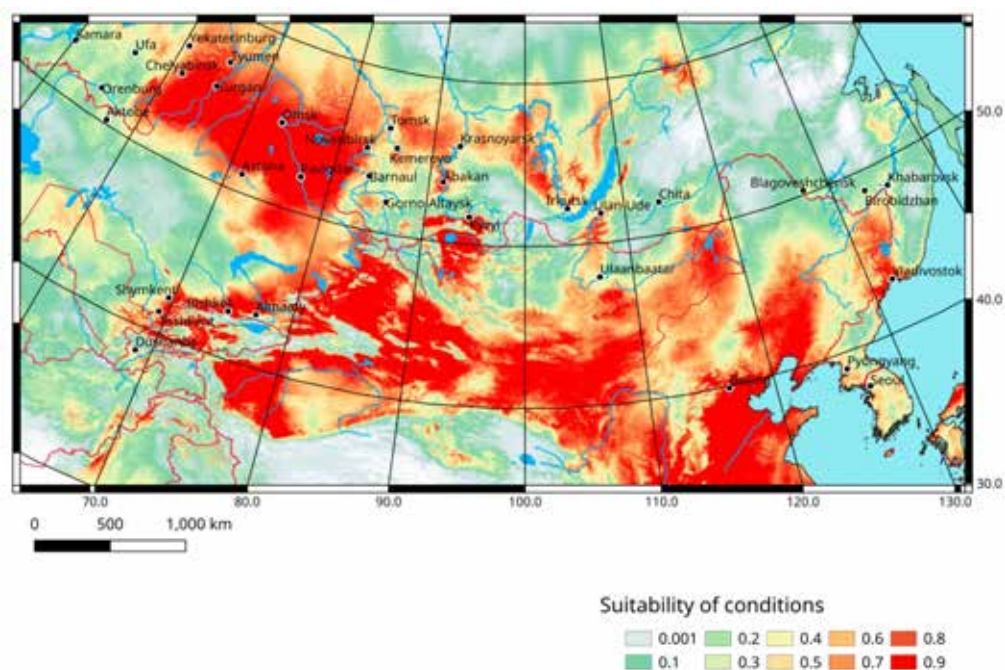 Samara
Ufa
Yekaterinburg
Chelyabinsk
Tyumen
Orenburg
Kurgan
Aktobe
Omsk
Tomsk
Novosibirsk
Krasnoyarsk
Kemerovo
Astana
Pavlodar
Barnaul
Abakan
Gorno-Altaysk
Kyzyl
Irkutsk
Ulan-Ude
Chita
Blagoveshchensk
Khabarovsk
Birobidzhan
Ulaanbaatar
Vladivostok
Shymkent
Almaty
Pyongyang
Seoul
50.0
40.0
30.0
70.0
80.0
90.0
100.0
110.0
120.0
130.0
0
500
1,000 km
Suitability of conditions
0.001 0.2 0.4 0.6 0.8
0.1 0.3 0.5 0.7 0.9